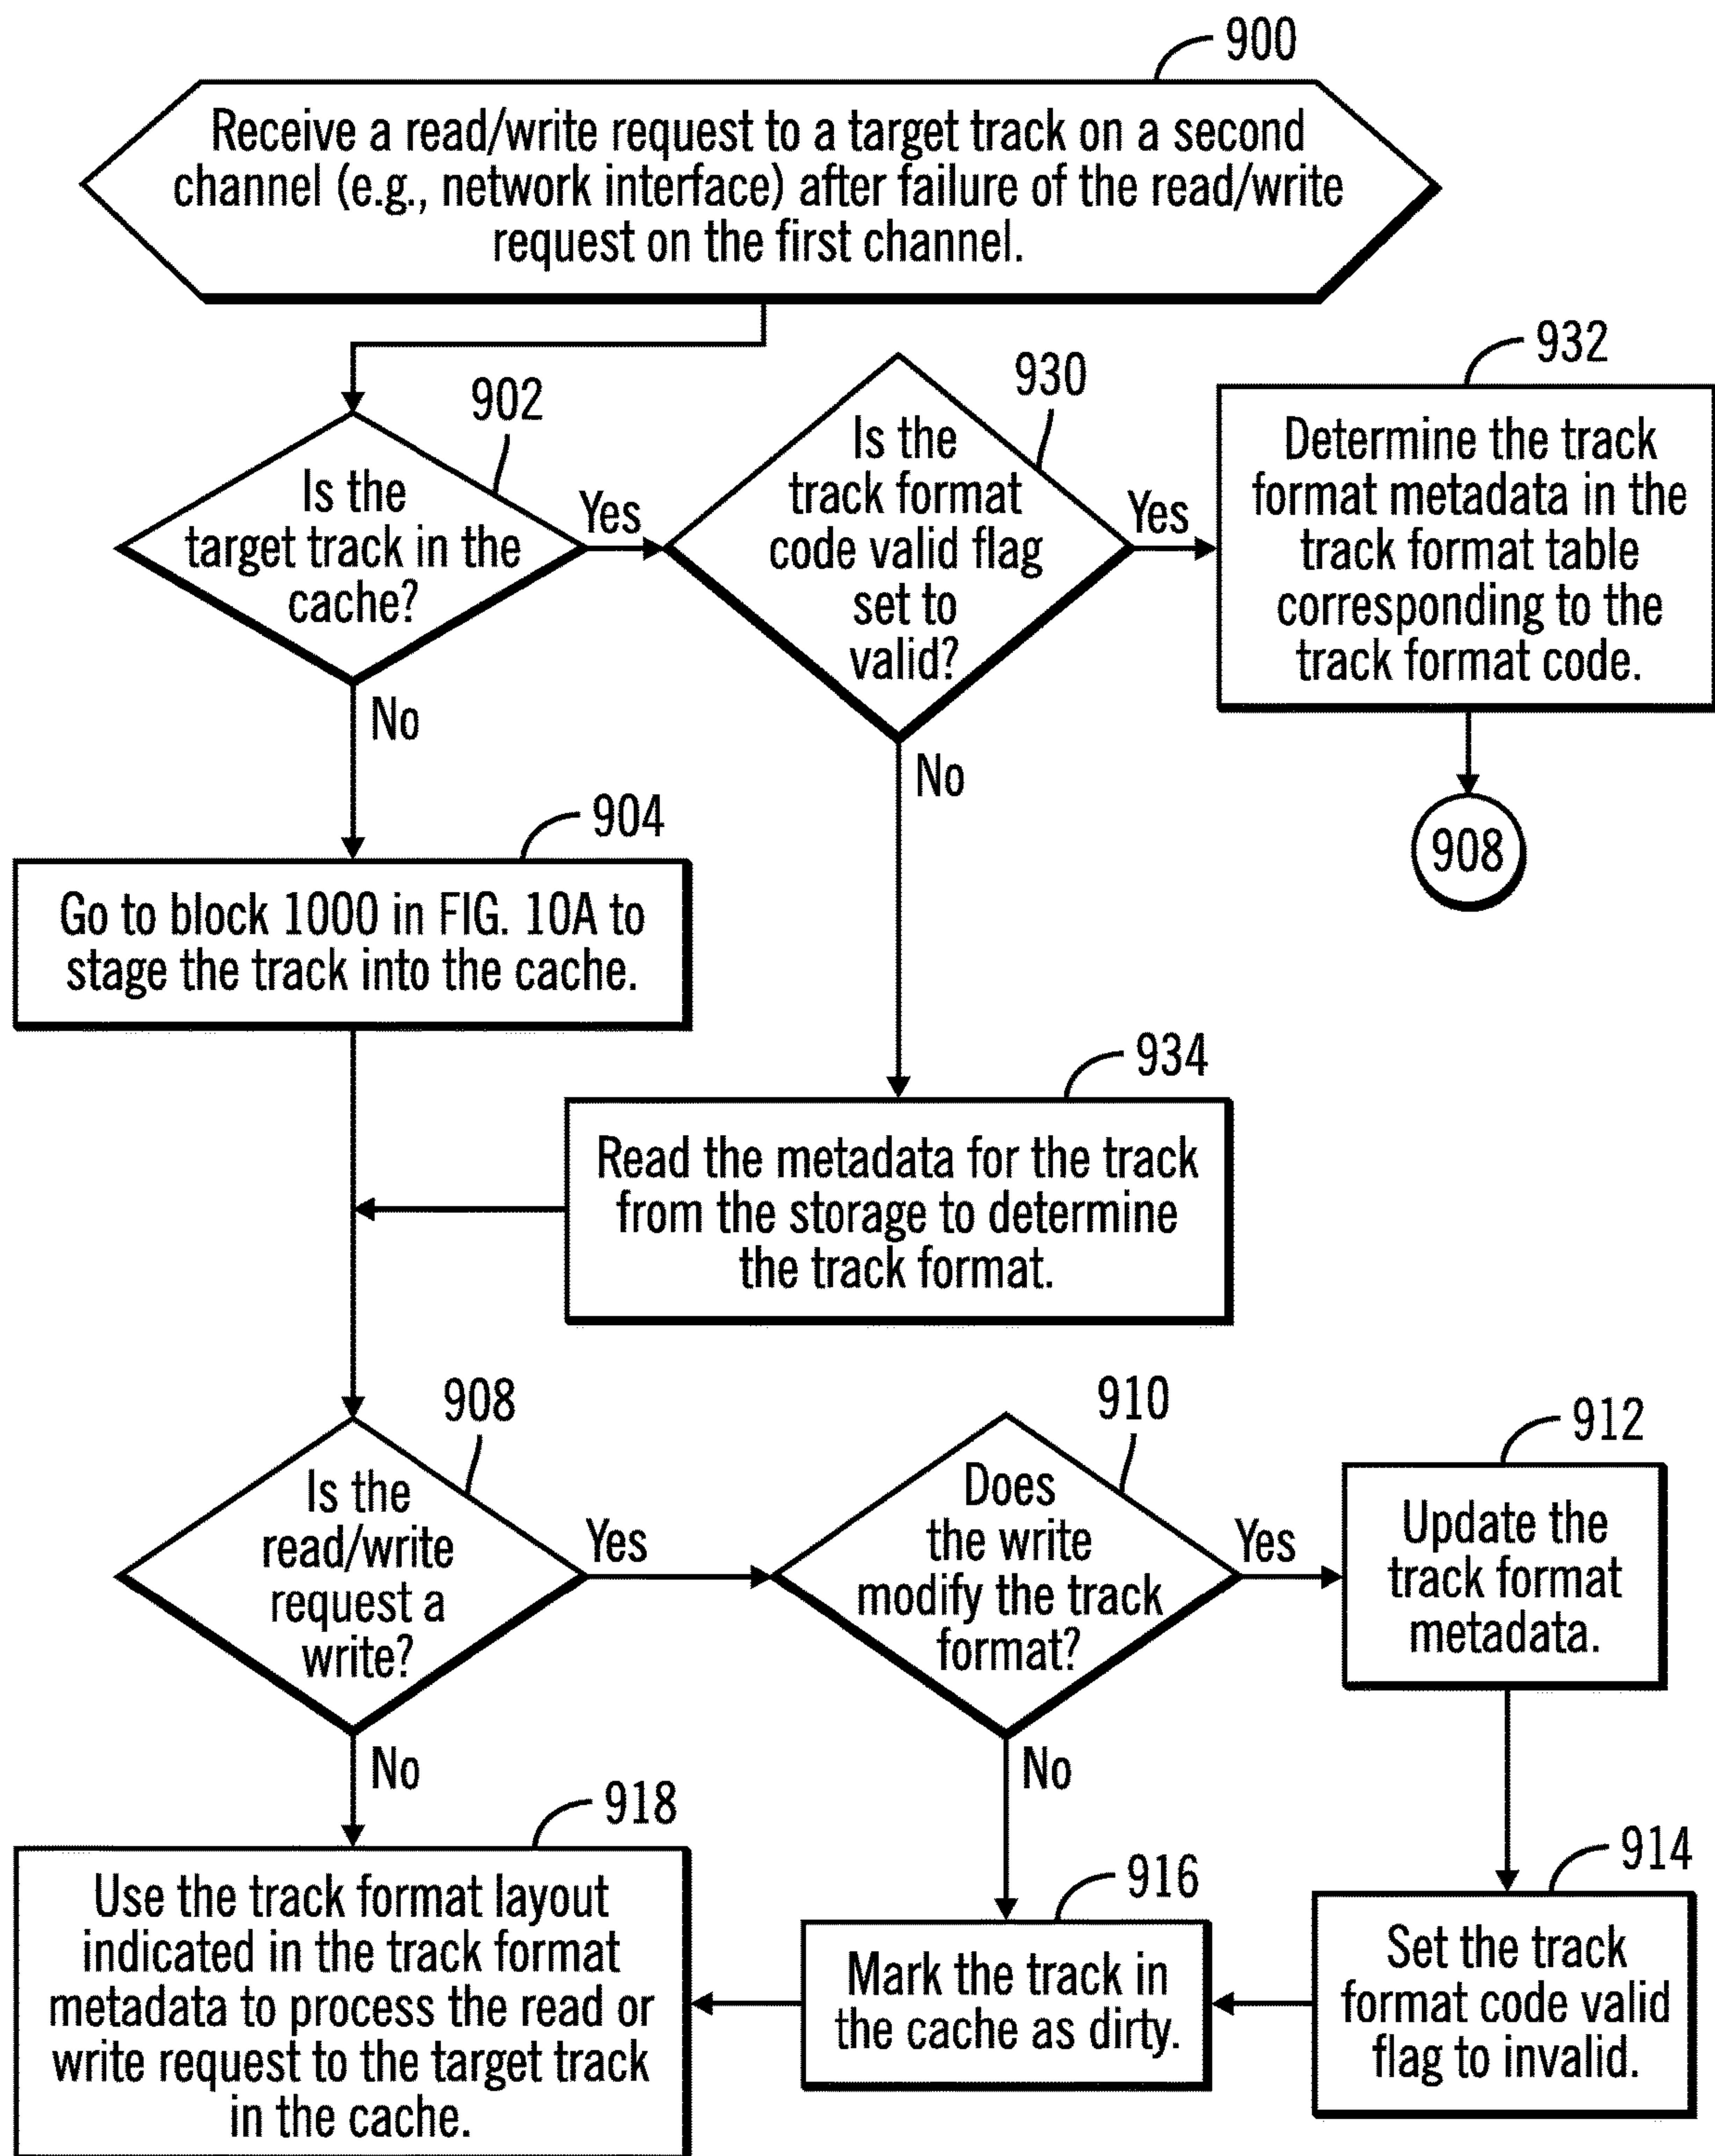 900
Receive a read/write request to a target track on a second
channel (e.g., network interface) after failure of the read/write
request on the first channel.
902
Is the
target track in the
cache?
Yes
No
930
Is the
track format
code valid flag
set to
valid?
Yes
No
932
Determine the track
format metadata in the
track format table
corresponding to the
track format code.
908
904
Go to block 1000 in FIG. 10A to
stage the track into the cache.
934
Read the metadata for the track
from the storage to determine
the track format.
908
Is the
read/write
request a
write?
Yes
No
910
Does
the write
modify the track
format?
Yes
No
912
Update the
track format
metadata.
918
Use the track format layout
indicated in the track format
metadata to process the read or
write request to the target track
in the cache.
916
Mark the track in
the cache as dirty.
914
Set the track
format code valid
flag to invalid.